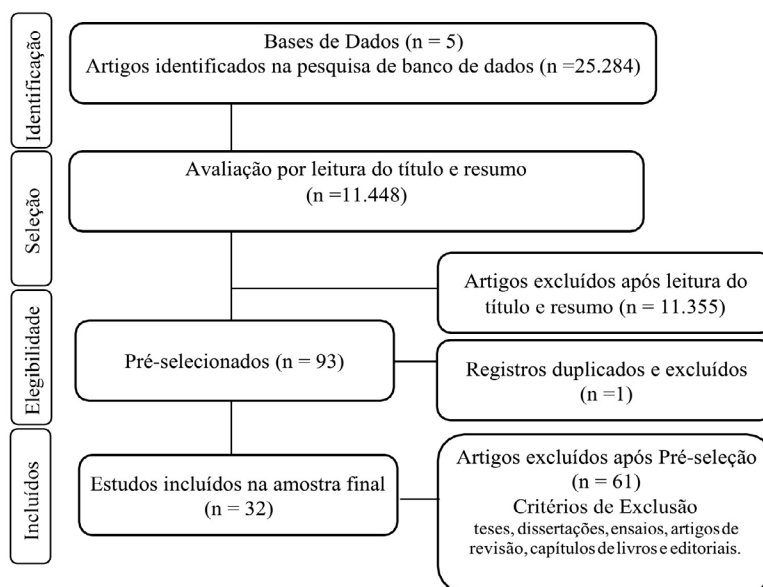 Identificação
Bases de Dados (n = 5)
Artigos identificados na pesquisa de banco de dados (n =25.284)
Seleção
Avaliação por leitura do título e resumo
(n =11.448)
Artigos excluídos após leitura do
título e resumo (n = 11.355)
Elegibilidade
Pré-selecionados (n = 93)
Registros duplicados e excluídos
(n =1)
Incluídos
Estudos incluídos na amostra final
(n = 32)
Artigos excluídos após Pré-seleção
(n = 61)
Critérios de Exclusão
teses, dissertações, ensaios, artigos de
revisão, capítulos de livros e editoriais.